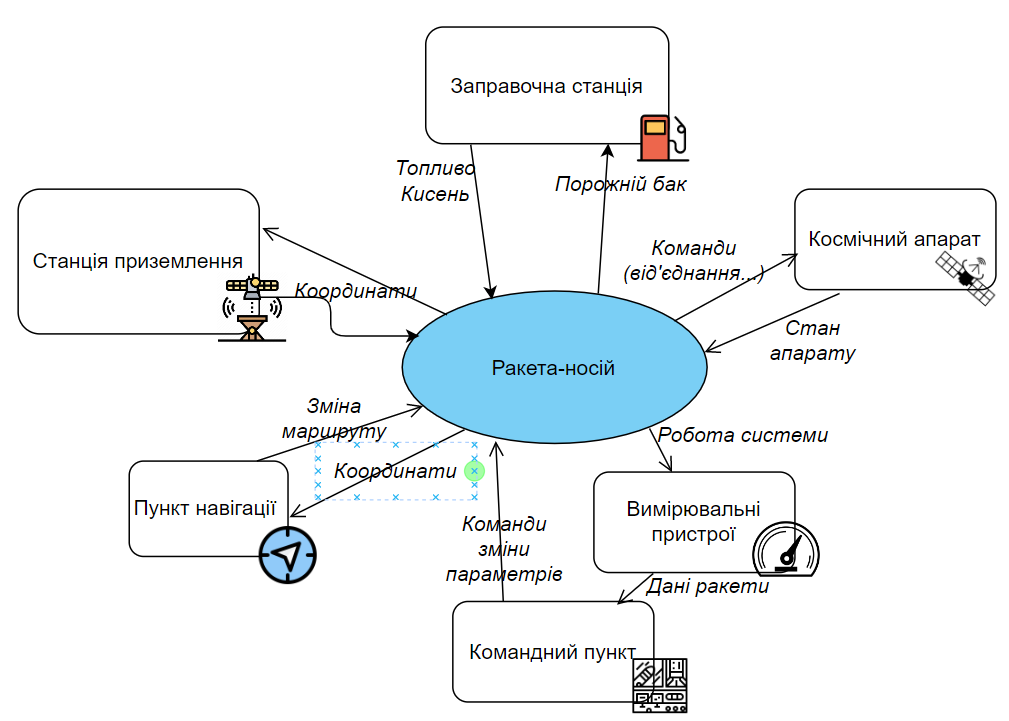 Заправочна станція
Топливо
Кисень
Порожній бак
Станція приземлення
Координати
Команди
(від'єднання...)
Космічний апарат
Стан
апарату
Ракета-носій
Зміна
маршруту
Координати
Пункт навігації
Робота системи
Вимірювальні
пристрої
Команди
зміни
параметрів
Дані ракети
Командний пункт